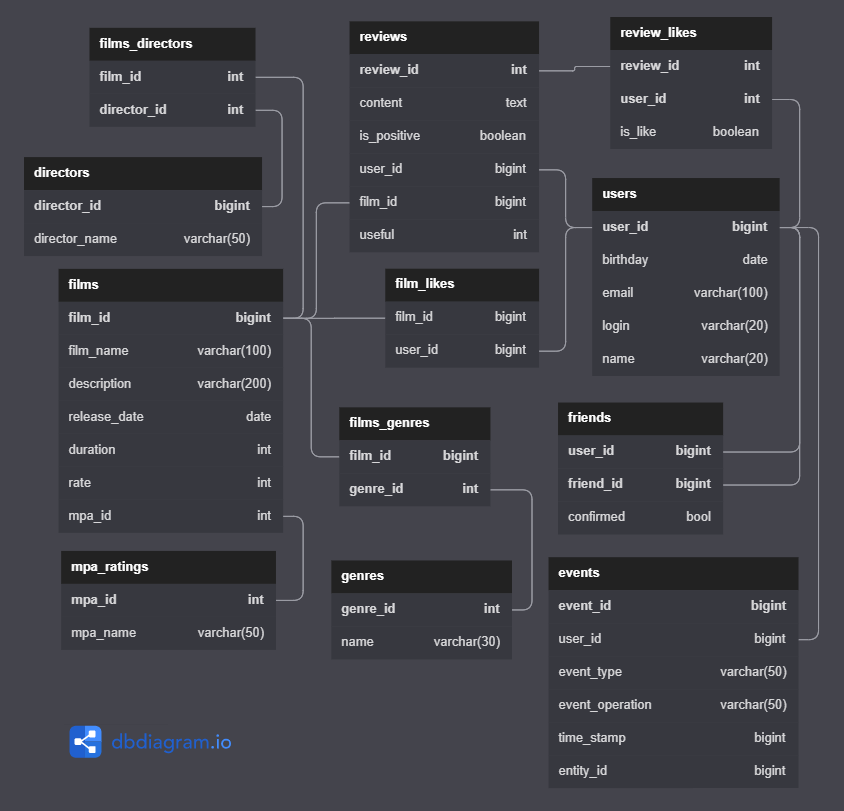 films_directors
film_id int
director_id int
directors
director_id bigint
director_name varchar(50)
films
film_id bigint
film_name varchar(100)
description varchar(200)
release_date date
duration int
rate int
mpa_id int
mpa_ratings
mpa_id int
mpa_name varchar(50)
reviews
review_id int
content text
is_positive boolean
user_id bigint
film_id bigint
useful int
film_likes
film_id bigint
user_id bigint
films_genres
film_id bigint
genre_id int
genres
genre_id int
name varchar(30)
review_likes
review_id int
user_id int
is_like boolean
users
user_id bigint
birthday date
email varchar(100)
login varchar(20)
name varchar(20)
friends
user_id bigint
friend_id bigint
confirmed bool
events
event_id bigint
user_id bigint
event_type varchar(50)
event_operation varchar(50)
time_stamp bigint
entity_id bigint
dbdiagram.io